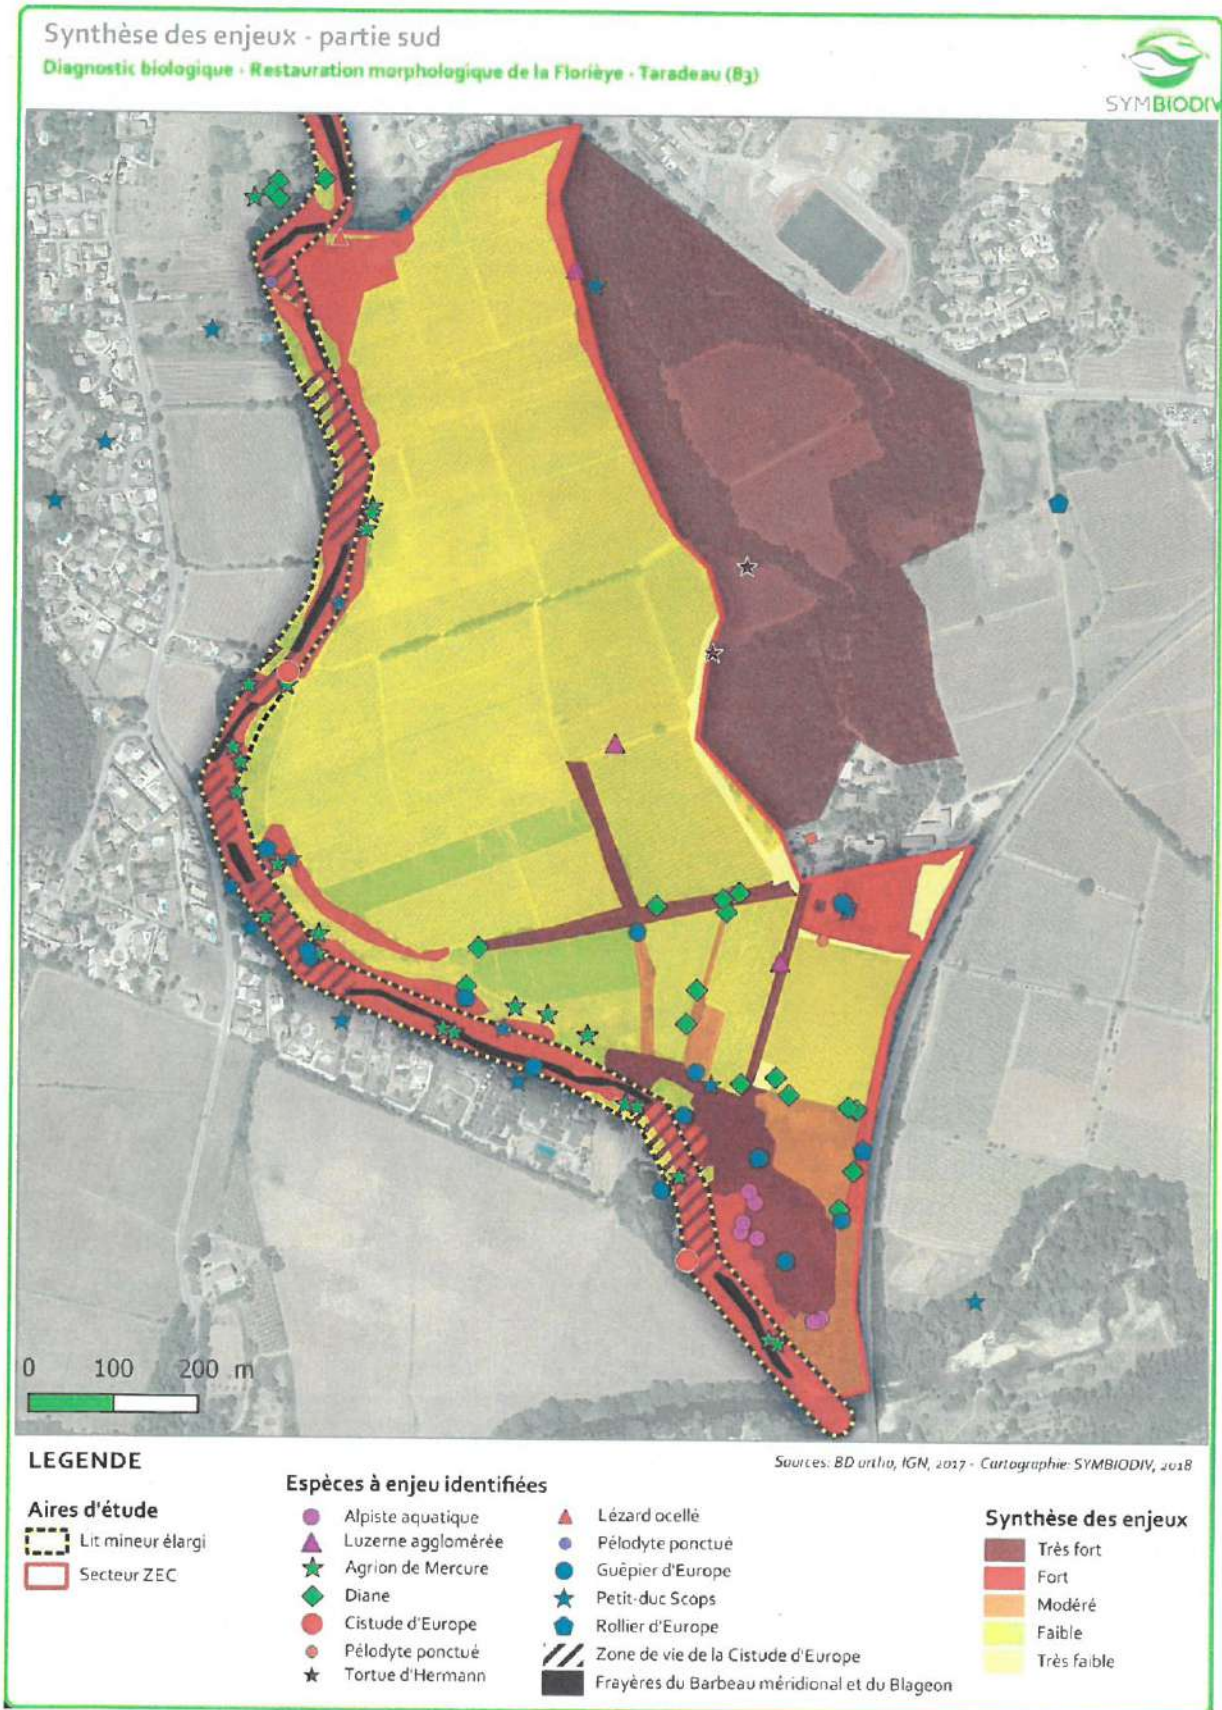 Synthèse des enjeux - partie sud
Diagnostic biologique - Restauration morphologique de la Florièye - Taradeau (83)
SYMBIODIV
0 100 200 m
LEGENDE
Sources: BD ortho, IGN, 2017 - Cartographie: SYMBIODIV, 2018
Aires d'étude
Lit mineur élargi
Secteur ZEC
Espèces à enjeu identifiées
Alpiste aquatique
Luzerne agglomérée
Agrion de Mercure
Diane
Cistude d'Europe
Pélodyte ponctué
Tortue d'Hermann
Lézard ocellé
Pélodyte ponctué
Guêpier d'Europe
Petit-duc Scops
Rollier d'Europe
Zone de vie de la Cistude d'Europe
Frayères du Barbeau méridional et du Blageon
Synthèse des enjeux
Très fort
Fort
Modéré
Faible
Très faible